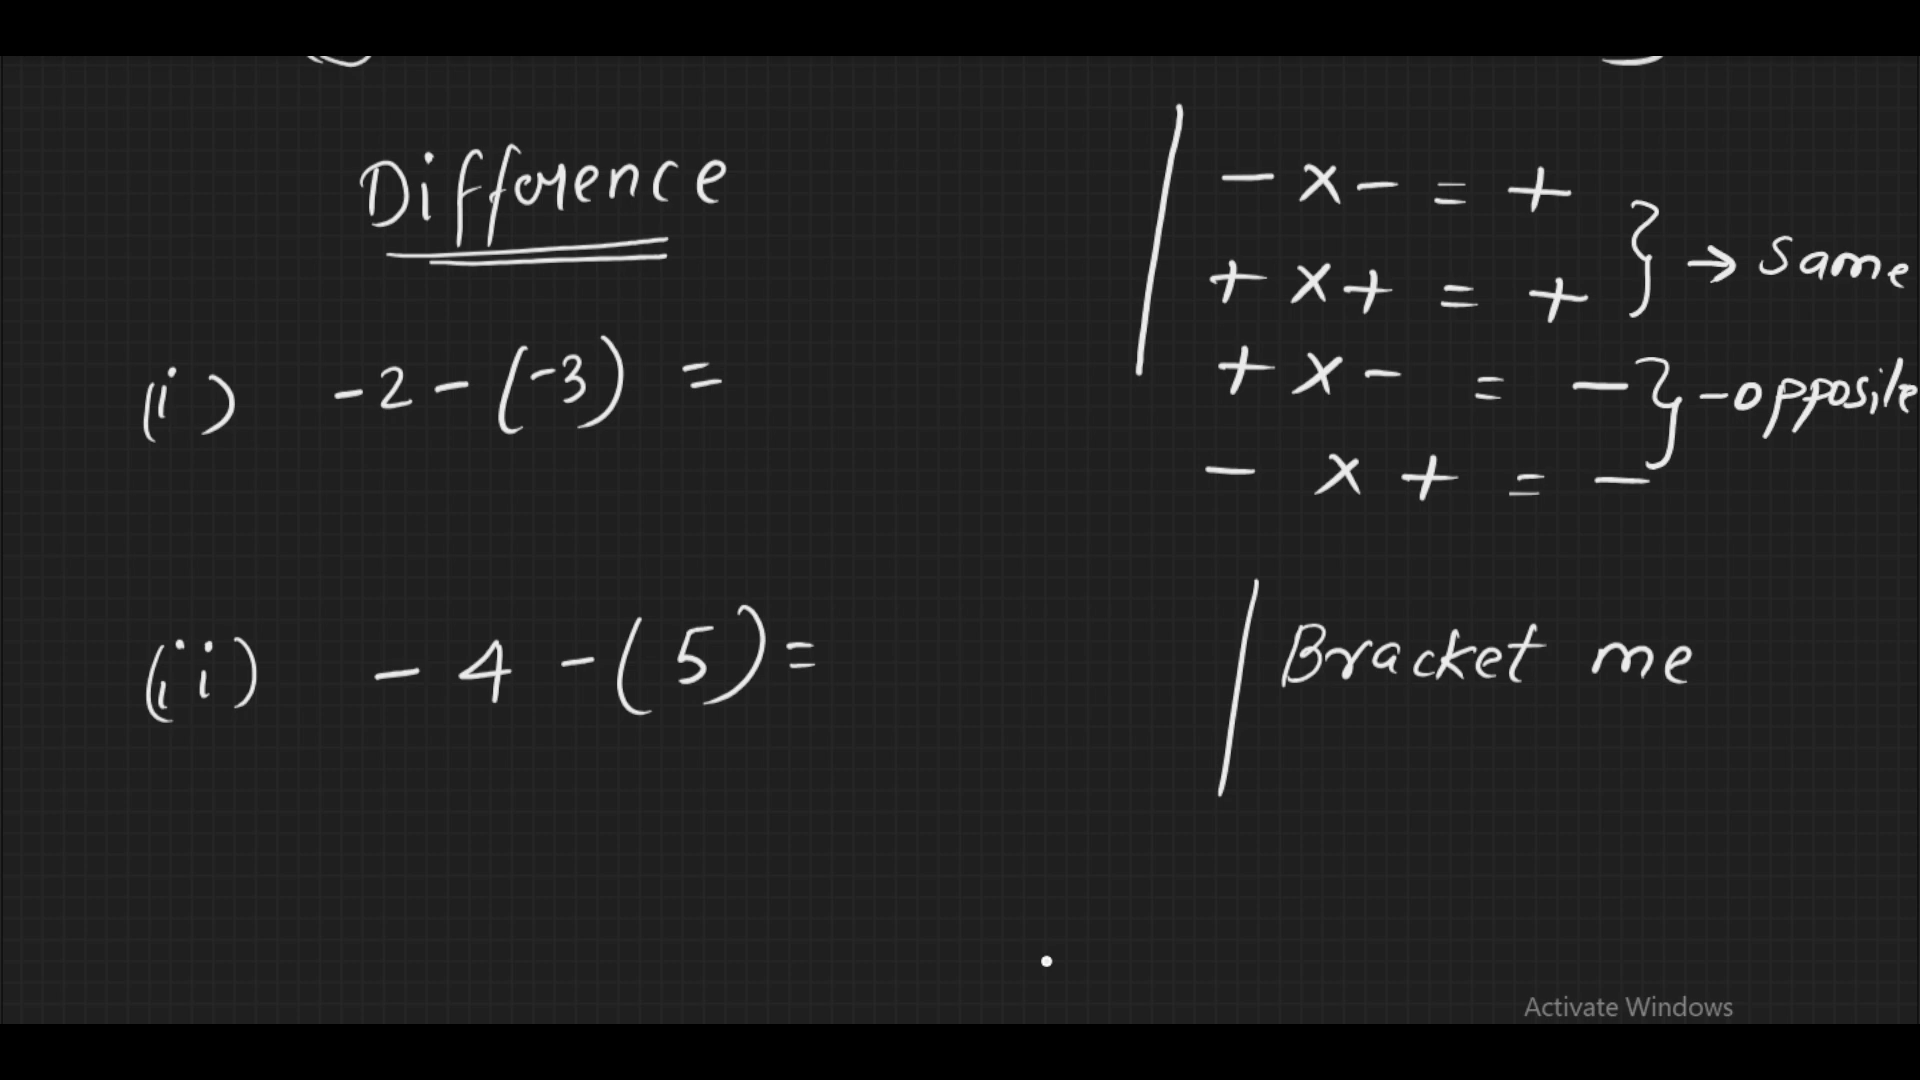 Difference
(i) -2-(-3) =
(ii) - 4 -(5)=
- x - = +
+ x + = +
→ Same
+ x - = -
-opposite
- x + = -
Bracket me
Activate Windows